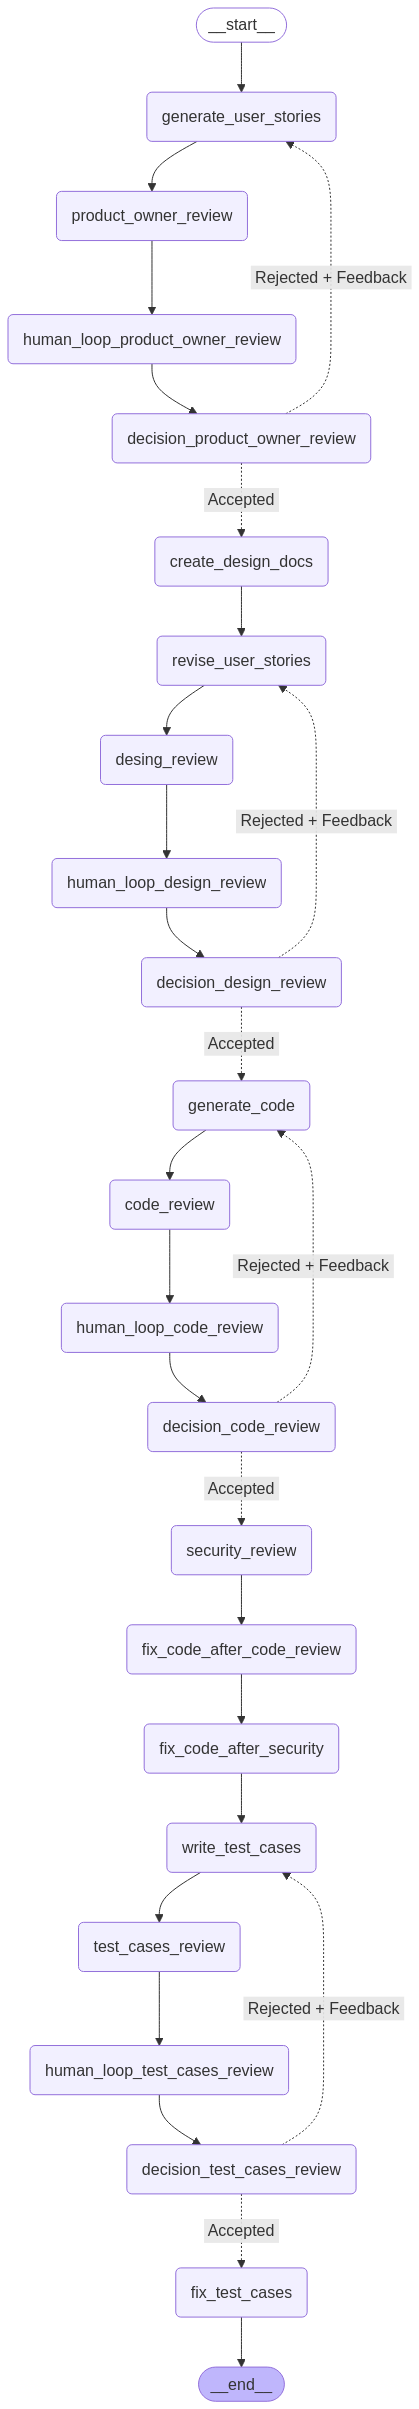 __start__
generate_user_stories
product_owner_review
Rejected + Feedback
human_loop_product_owner_review
decision_product_owner_review
Accepted
create_design_docs
revise_user_stories
desing_review
Rejected + Feedback
human_loop_design_review
decision_design_review
Accepted
generate_code
code_review
Rejected + Feedback
human_loop_code_review
decision_code_review
Accepted
security_review
fix_code_after_code_review
fix_code_after_security
write_test_cases
test_cases_review
Rejected + Feedback
human_loop_test_cases_review
decision_test_cases_review
Accepted
fix_test_cases
__end__